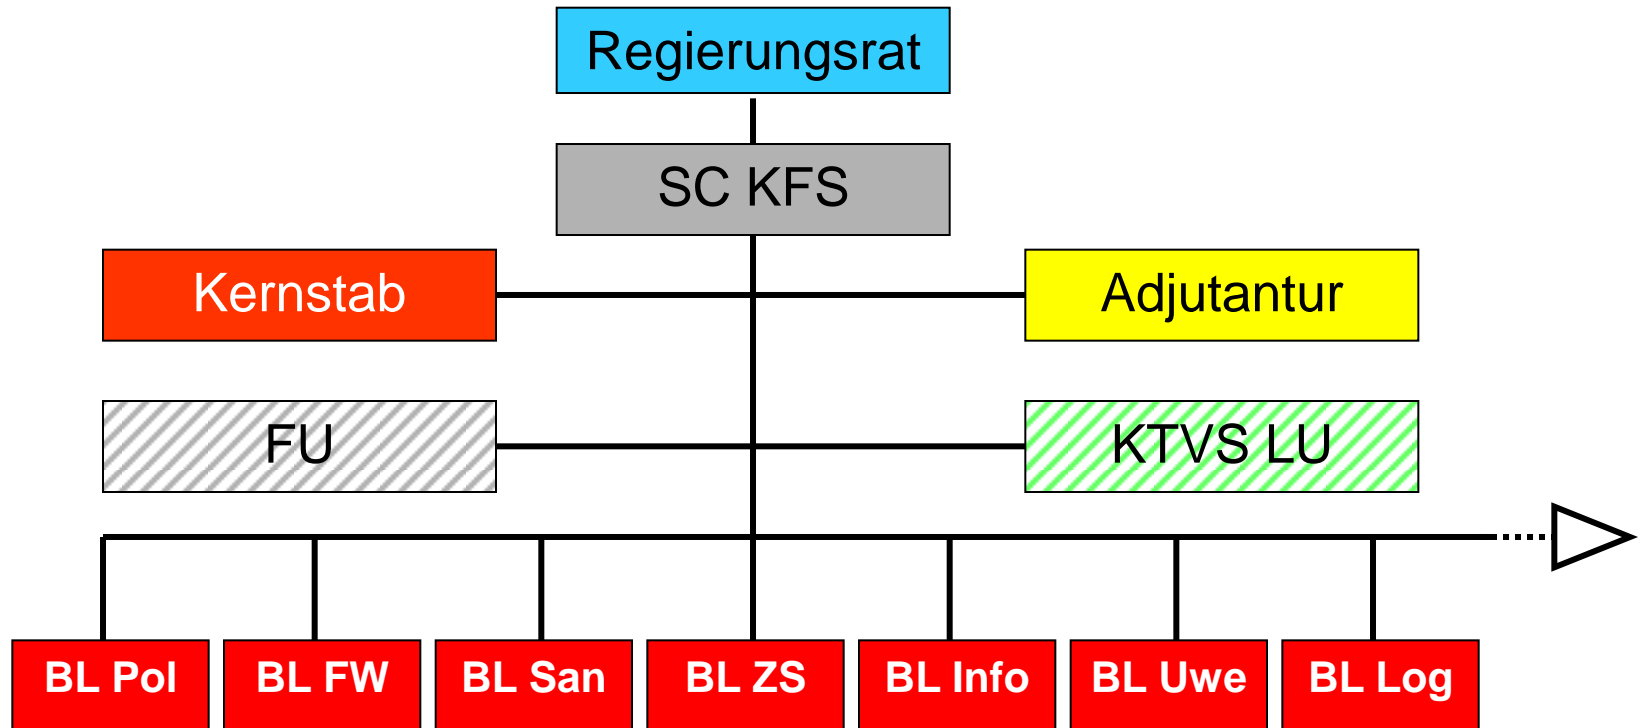 Regierungsrat
SC KFS
Kernstab
Adjutantur
FU
KTVS LU
BL Pol
BL FW
BL San
BL ZS
BL Info
BL Uwe
BL Log